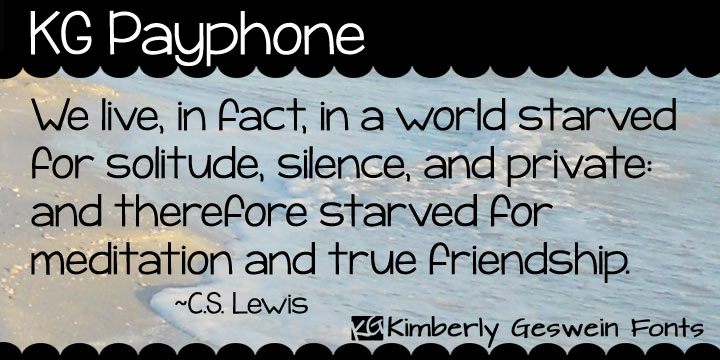 KG Payphone
We live, in fact, in a world starved
for solitude, silence, and private:
and therefore starved for
meditation and true friendship.
~C.S. Lewis
KG Kimberly Geswein Fonts